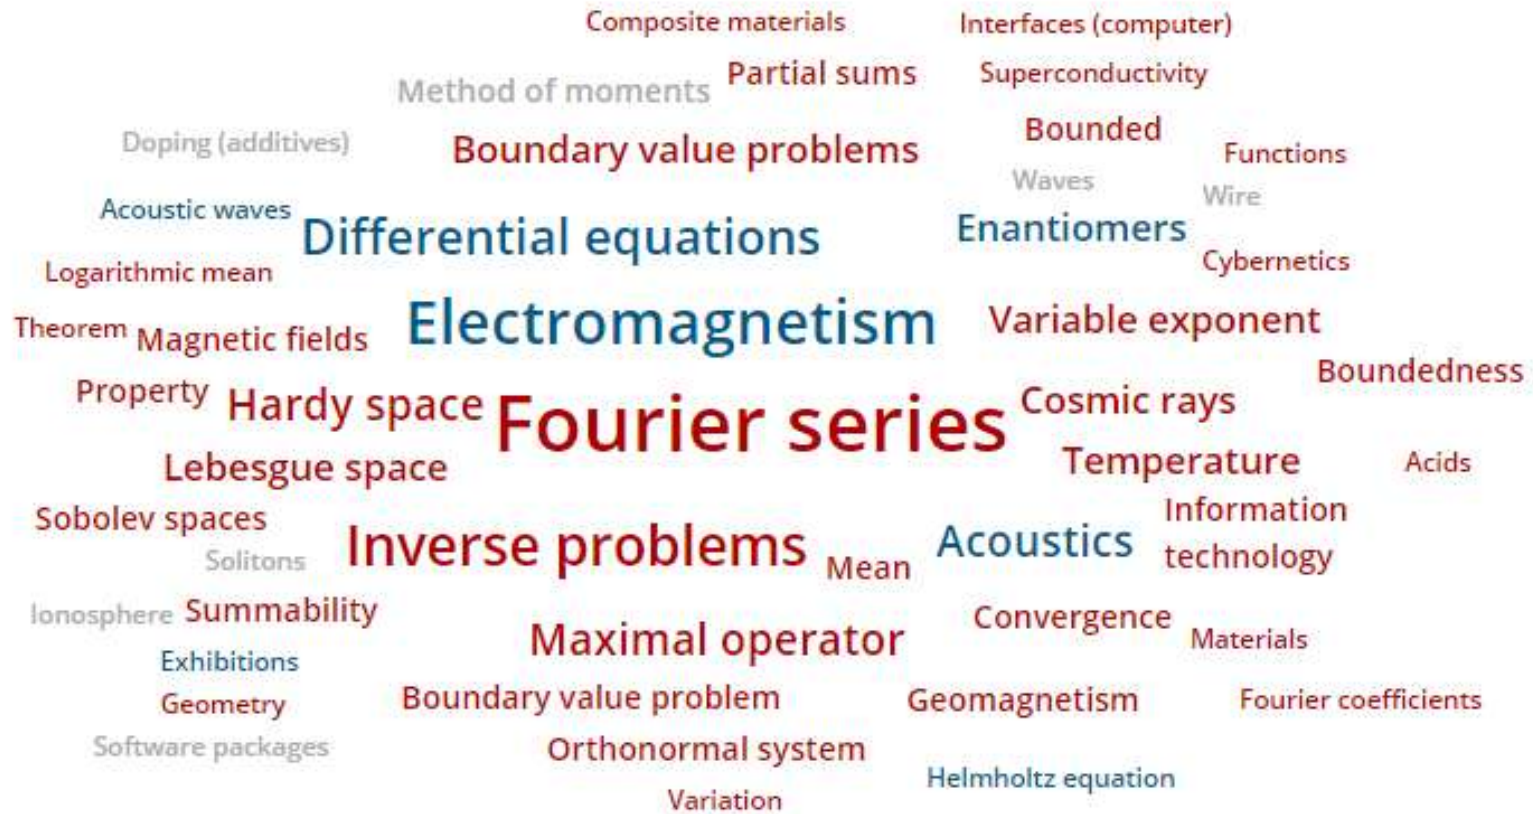 Composite materials
Interfaces (computer)
Partial sums
Superconductivity
Method of moments
Bounded
Doping (additives)
Boundary value problems
Functions
Waves
Wire
Acoustic waves
Differential equations
Enantiomers
Cybernetics
Logarithmic mean
Electromagnetism
Variable exponent
Theorem
Magnetic fields
Boundedness
Property
Hardy space
Fourier series
Cosmic rays
Lebesgue space
Temperature
Acids
Sobolev spaces
Information
technology
Solitons
Inverse problems
Mean
Acoustics
Ionosphere
Summability
Convergence
Maximal operator
Materials
Exhibitions
Geometry
Boundary value problem
Geomagnetism
Fourier coefficients
Software packages
Orthonormal system
Helmholtz equation
Variation